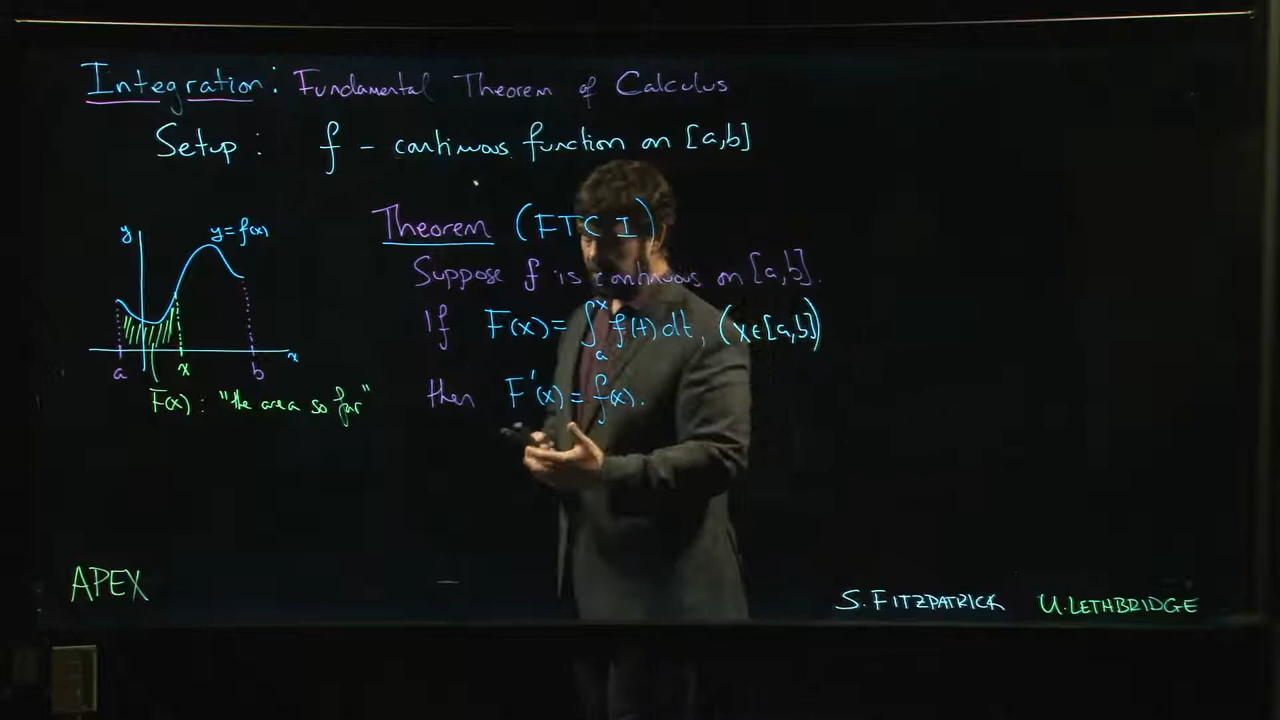 Integration: Fundamental Theorem of Calculus
Setup: f - continuous function on [a,b]
Theorem (FTC I)
Suppose f is continuous on [a,b].
If F(x) = ∫ₐˣ f(t) dt, (x∈[a,b])
then F'(x) = f(x).
y y=f(x)
a x b x
F(x): "the area so far"
APEX
S. FITZPATRICK U. LETHBRIDGE